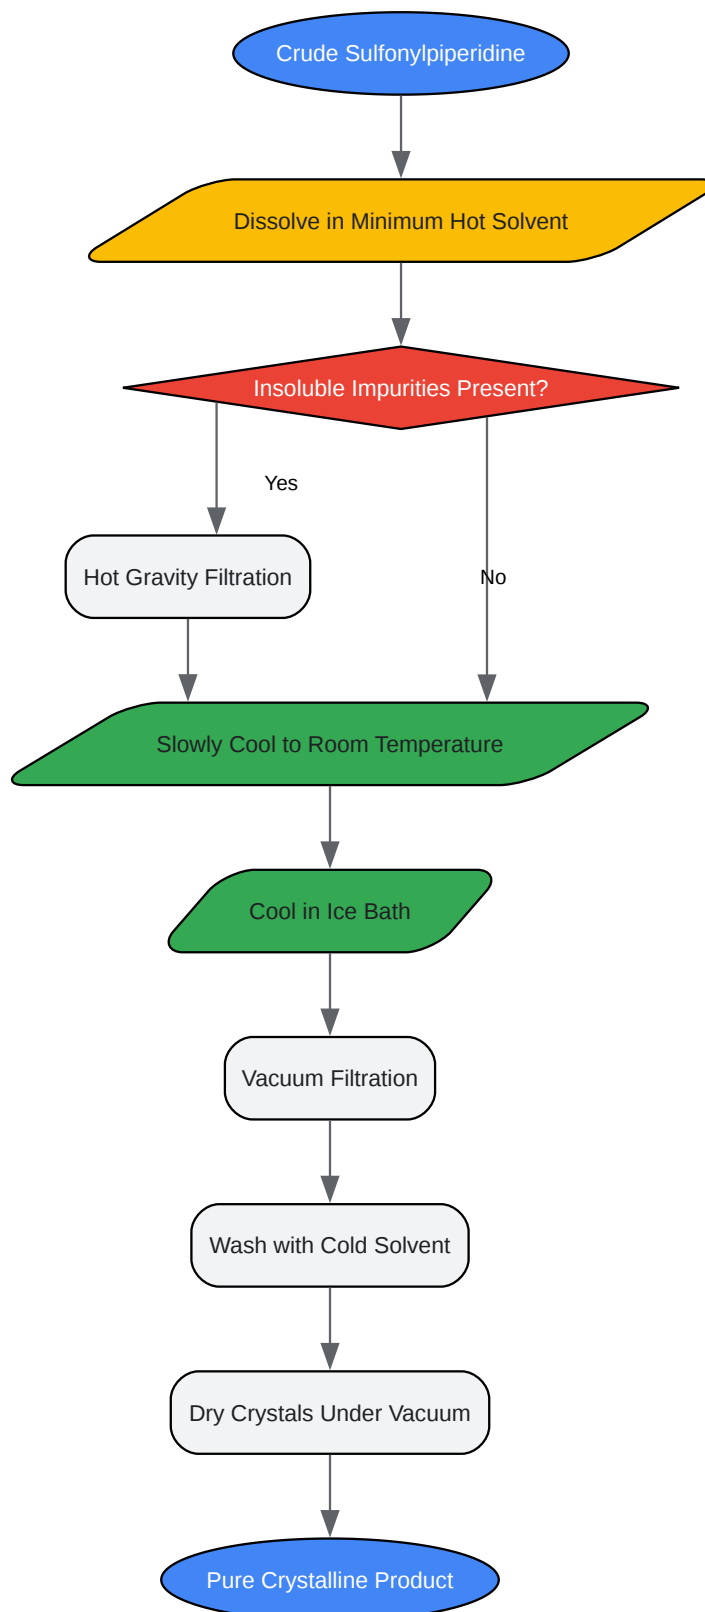 Crude Sulfonylpiperidine
Dissolve in Minimum Hot Solvent
Insoluble Impurities Present?
Yes
Hot Gravity Filtration
No
Slowly Cool to Room Temperature
Cool in Ice Bath
Vacuum Filtration
Wash with Cold Solvent
Dry Crystals Under Vacuum
Pure Crystalline Product